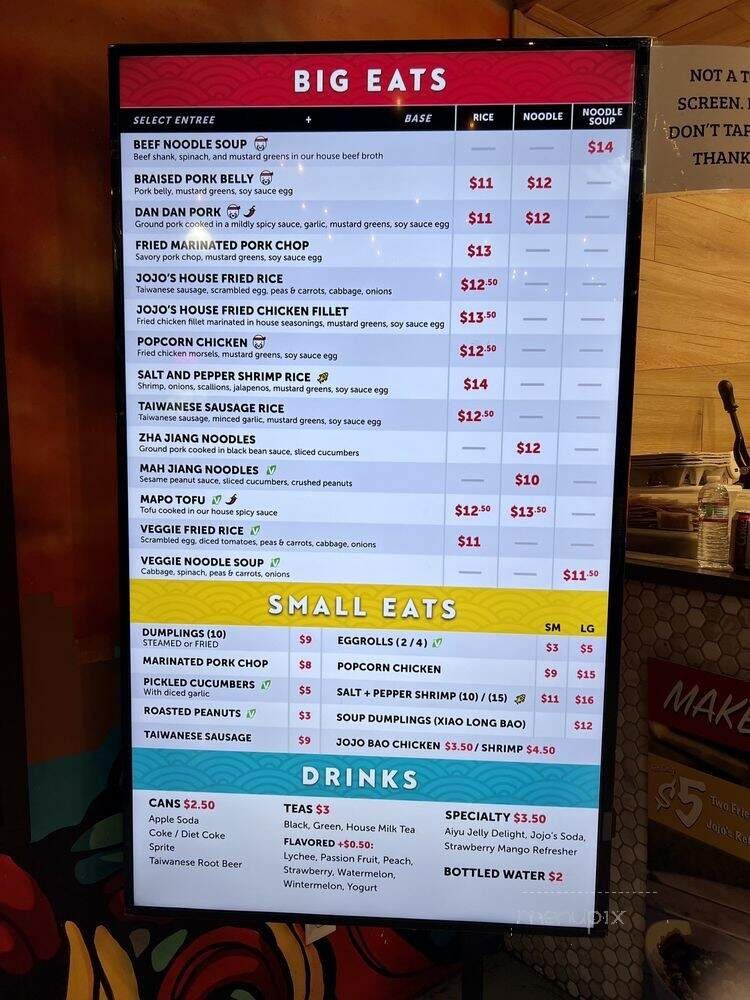 BIG EATS
SELECT ENTREE + BASE RICE NOODLE NOODLE SOUP
BEEF NOODLE SOUP $14
Beef shank, spinach, and mustard greens in our house beef broth
BRAISED PORK BELLY $11 $12
Pork belly, mustard greens, soy sauce egg
DAN DAN PORK $11 $12
Ground pork cooked in a mildly spicy sauce, garlic, mustard greens, soy sauce egg
FRIED MARINATED PORK CHOP $13
Savory pork chop, mustard greens, soy sauce egg
JOJO'S HOUSE FRIED RICE $12.50
Taiwanese sausage, scrambled egg, peas & carrots, cabbage, onions
JOJO'S HOUSE FRIED CHICKEN FILLET $13.50
Fried chicken fillet marinated in house seasonings, mustard greens, soy sauce egg
POPCORN CHICKEN $12.50
Fried chicken morsels, mustard greens, soy sauce egg
SALT AND PEPPER SHRIMP RICE $14
Shrimp, onions, scallions, jalapenos, mustard greens, soy sauce egg
TAIWANESE SAUSAGE RICE $12.50
Taiwanese sausage, minced garlic, mustard greens, soy sauce egg
ZHA JIANG NOODLES $12
Ground pork cooked in black bean sauce, sliced cucumbers
MAH JIANG NOODLES $10
Sesame peanut sauce, sliced cucumbers, crushed peanuts
MAPO TOFU $12.50 $13.50
Tofu cooked in our house spicy sauce
VEGGIE FRIED RICE $11
Scrambled egg, diced tomatoes, peas & carrots, cabbage, onions
VEGGIE NOODLE SOUP $11.50
Cabbage, spinach, peas & carrots, onions
SMALL EATS
SM LG
DUMPLINGS (10) $9
STEAMED or FRIED
MARINATED PORK CHOP $8
PICKLED CUCUMBERS $5
With diced garlic
ROASTED PEANUTS $3
TAIWANESE SAUSAGE $9
EGGROLLS (2 / 4) $3 $5
POPCORN CHICKEN $9 $15
SALT + PEPPER SHRIMP (10) / (15) $11 $16
SOUP DUMPLINGS (XIAO LONG BAO) $12
JOJO BAO CHICKEN $3.50 / SHRIMP $4.50
DRINKS
CANS $2.50
Apple Soda
Coke / Diet Coke
Sprite
Taiwanese Root Beer
TEAS $3
Black, Green, House Milk Tea
FLAVORED +$0.50:
Lychee, Passion Fruit, Peach,
Strawberry, Watermelon,
Wintermelon, Yogurt
SPECIALTY $3.50
Aiyu Jelly Delight, Jojo's Soda,
Strawberry Mango Refresher
BOTTLED WATER $2
NOT A T
SCREEN.
DON'T TAP
THANK
MAKE
$5
Two
Jojo's
menupix